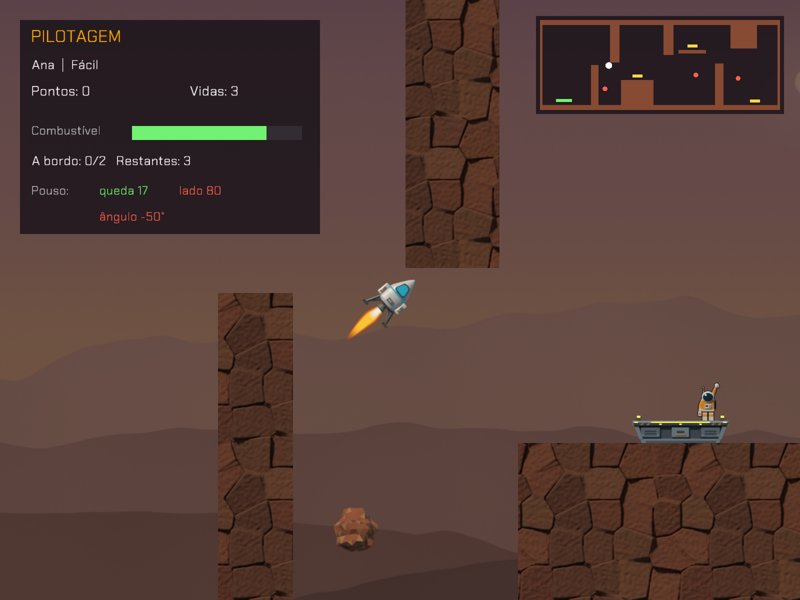 PILOTAGEM
Ana | Fácil
Pontos: 0 Vidas: 3
Combustível
A bordo: 0/2 Restantes: 3
Pouso: queda 17 lado 80
ângulo -50°